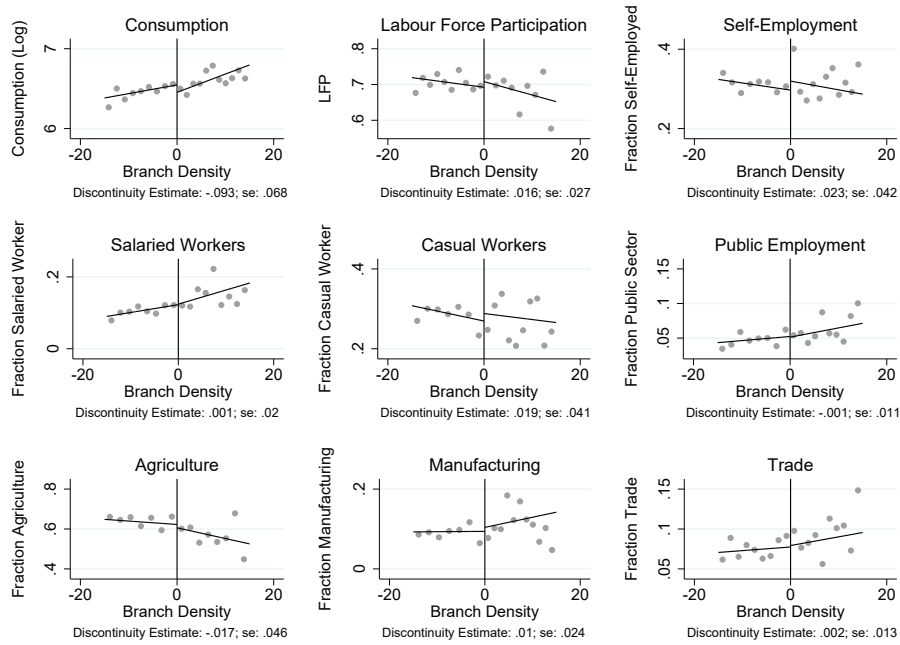 Consumption
Consumption (Log)
7
6
-20 0 20
Branch Density
Discontinuity Estimate: -.093; se: .068
Labour Force Participation
LFP
.8
.7
.6
-20 0 20
Branch Density
Discontinuity Estimate: .016; se: .027
Self-Employment
Fraction Self-Employed
.4
.2
-20 0 20
Branch Density
Discontinuity Estimate: .023; se: .042
Salaried Workers
Fraction Salaried Worker
.2
0
-20 0 20
Branch Density
Discontinuity Estimate: .001; se: .02
Casual Workers
Fraction Casual Worker
.4
.2
-20 0 20
Branch Density
Discontinuity Estimate: .019; se: .041
Public Employment
Fraction Public Sector
.15
.1
.05
-20 0 20
Branch Density
Discontinuity Estimate: -.001; se: .011
Agriculture
Fraction Agriculture
.8
.6
.4
-20 0 20
Branch Density
Discontinuity Estimate: -.017; se: .046
Manufacturing
Fraction Manufacturing
.2
0
-20 0 20
Branch Density
Discontinuity Estimate: .01; se: .024
Trade
Fraction Trade
.15
.1
.05
-20 0 20
Branch Density
Discontinuity Estimate: .002; se: .013